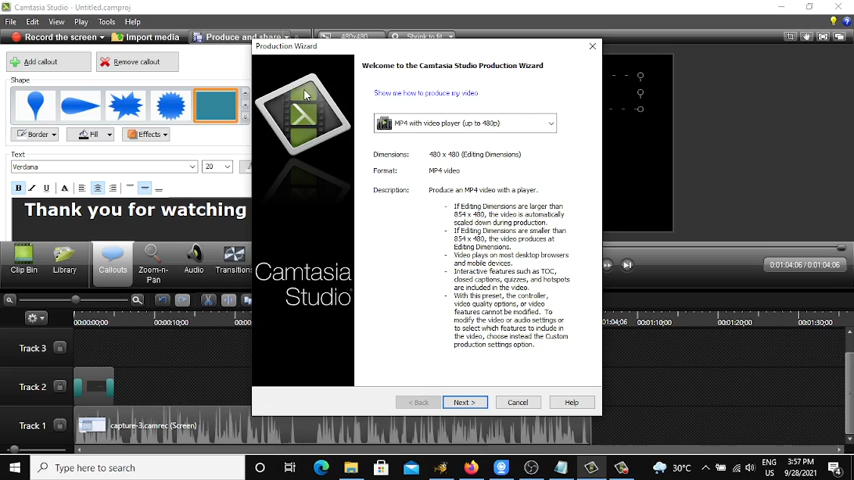 Camtasia Studio - Untitled.camproj
File Edit View Play Tools Help
Record the screen Import media Produce and share 480x480 Shrink to fit
Production Wizard
Add callout Remove callout
Shape
Border Fill Effects
Text
Verdana 20
B I U A
Thank you for watching
Welcome to the Camtasia Studio Production Wizard
Show me how to produce my video
MP4 with video player (up to 480p)
Dimensions: 480 x 480 (Editing Dimensions)
Format: MP4 video
Description: Produce an MP4 video with a player.
- If Editing Dimensions are larger than
854 x 480, the video is automatically
scaled down during production.
- If Editing Dimensions are smaller than
854 x 480, the video produces at
Editing Dimensions.
- Video plays on most desktop browsers
and mobile devices.
- Interactive features such as TOC,
closed captions, quizzes, and hotspots
are included in the video.
- With this preset, the controller,
video quality options, or video
features cannot be modified. To
modify the video or audio settings or
to select which features to include in
the video, choose instead the Custom
production settings option.
Camtasia
Studio
< Back Next > Cancel Help
Clip Bin Library Callouts Zoom-n-Pan Audio Transitions
0:01:04:06 / 0:01:04:06
00:00:00;00 00:00:10;00 01:04;06 00:01:10;00 00:01:20;00 00:01:30;00
Track 3
Track 2
Track 1 capture-3.camrec (Screen)
Type here to search
30°C
ENG
US
3:57 PM
9/28/2021
4